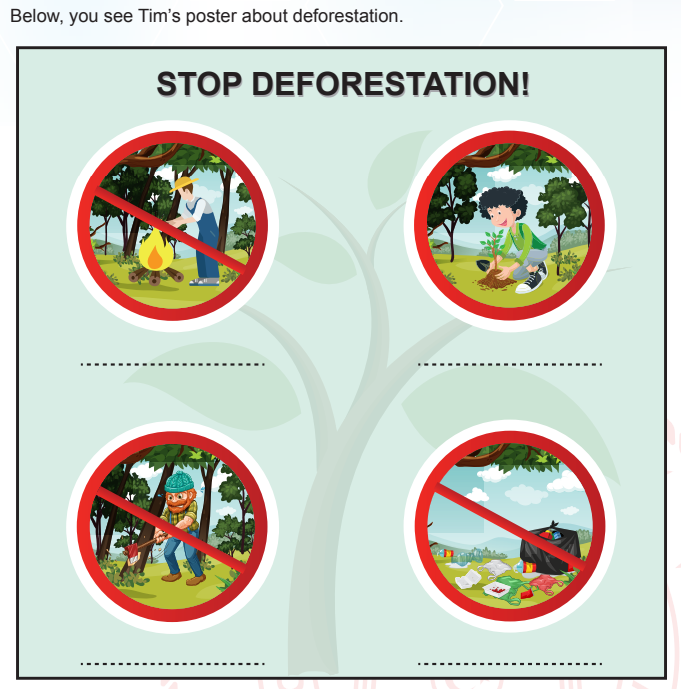 Below, you see Tim’s poster about deforestation.
STOP DEFORESTATION!